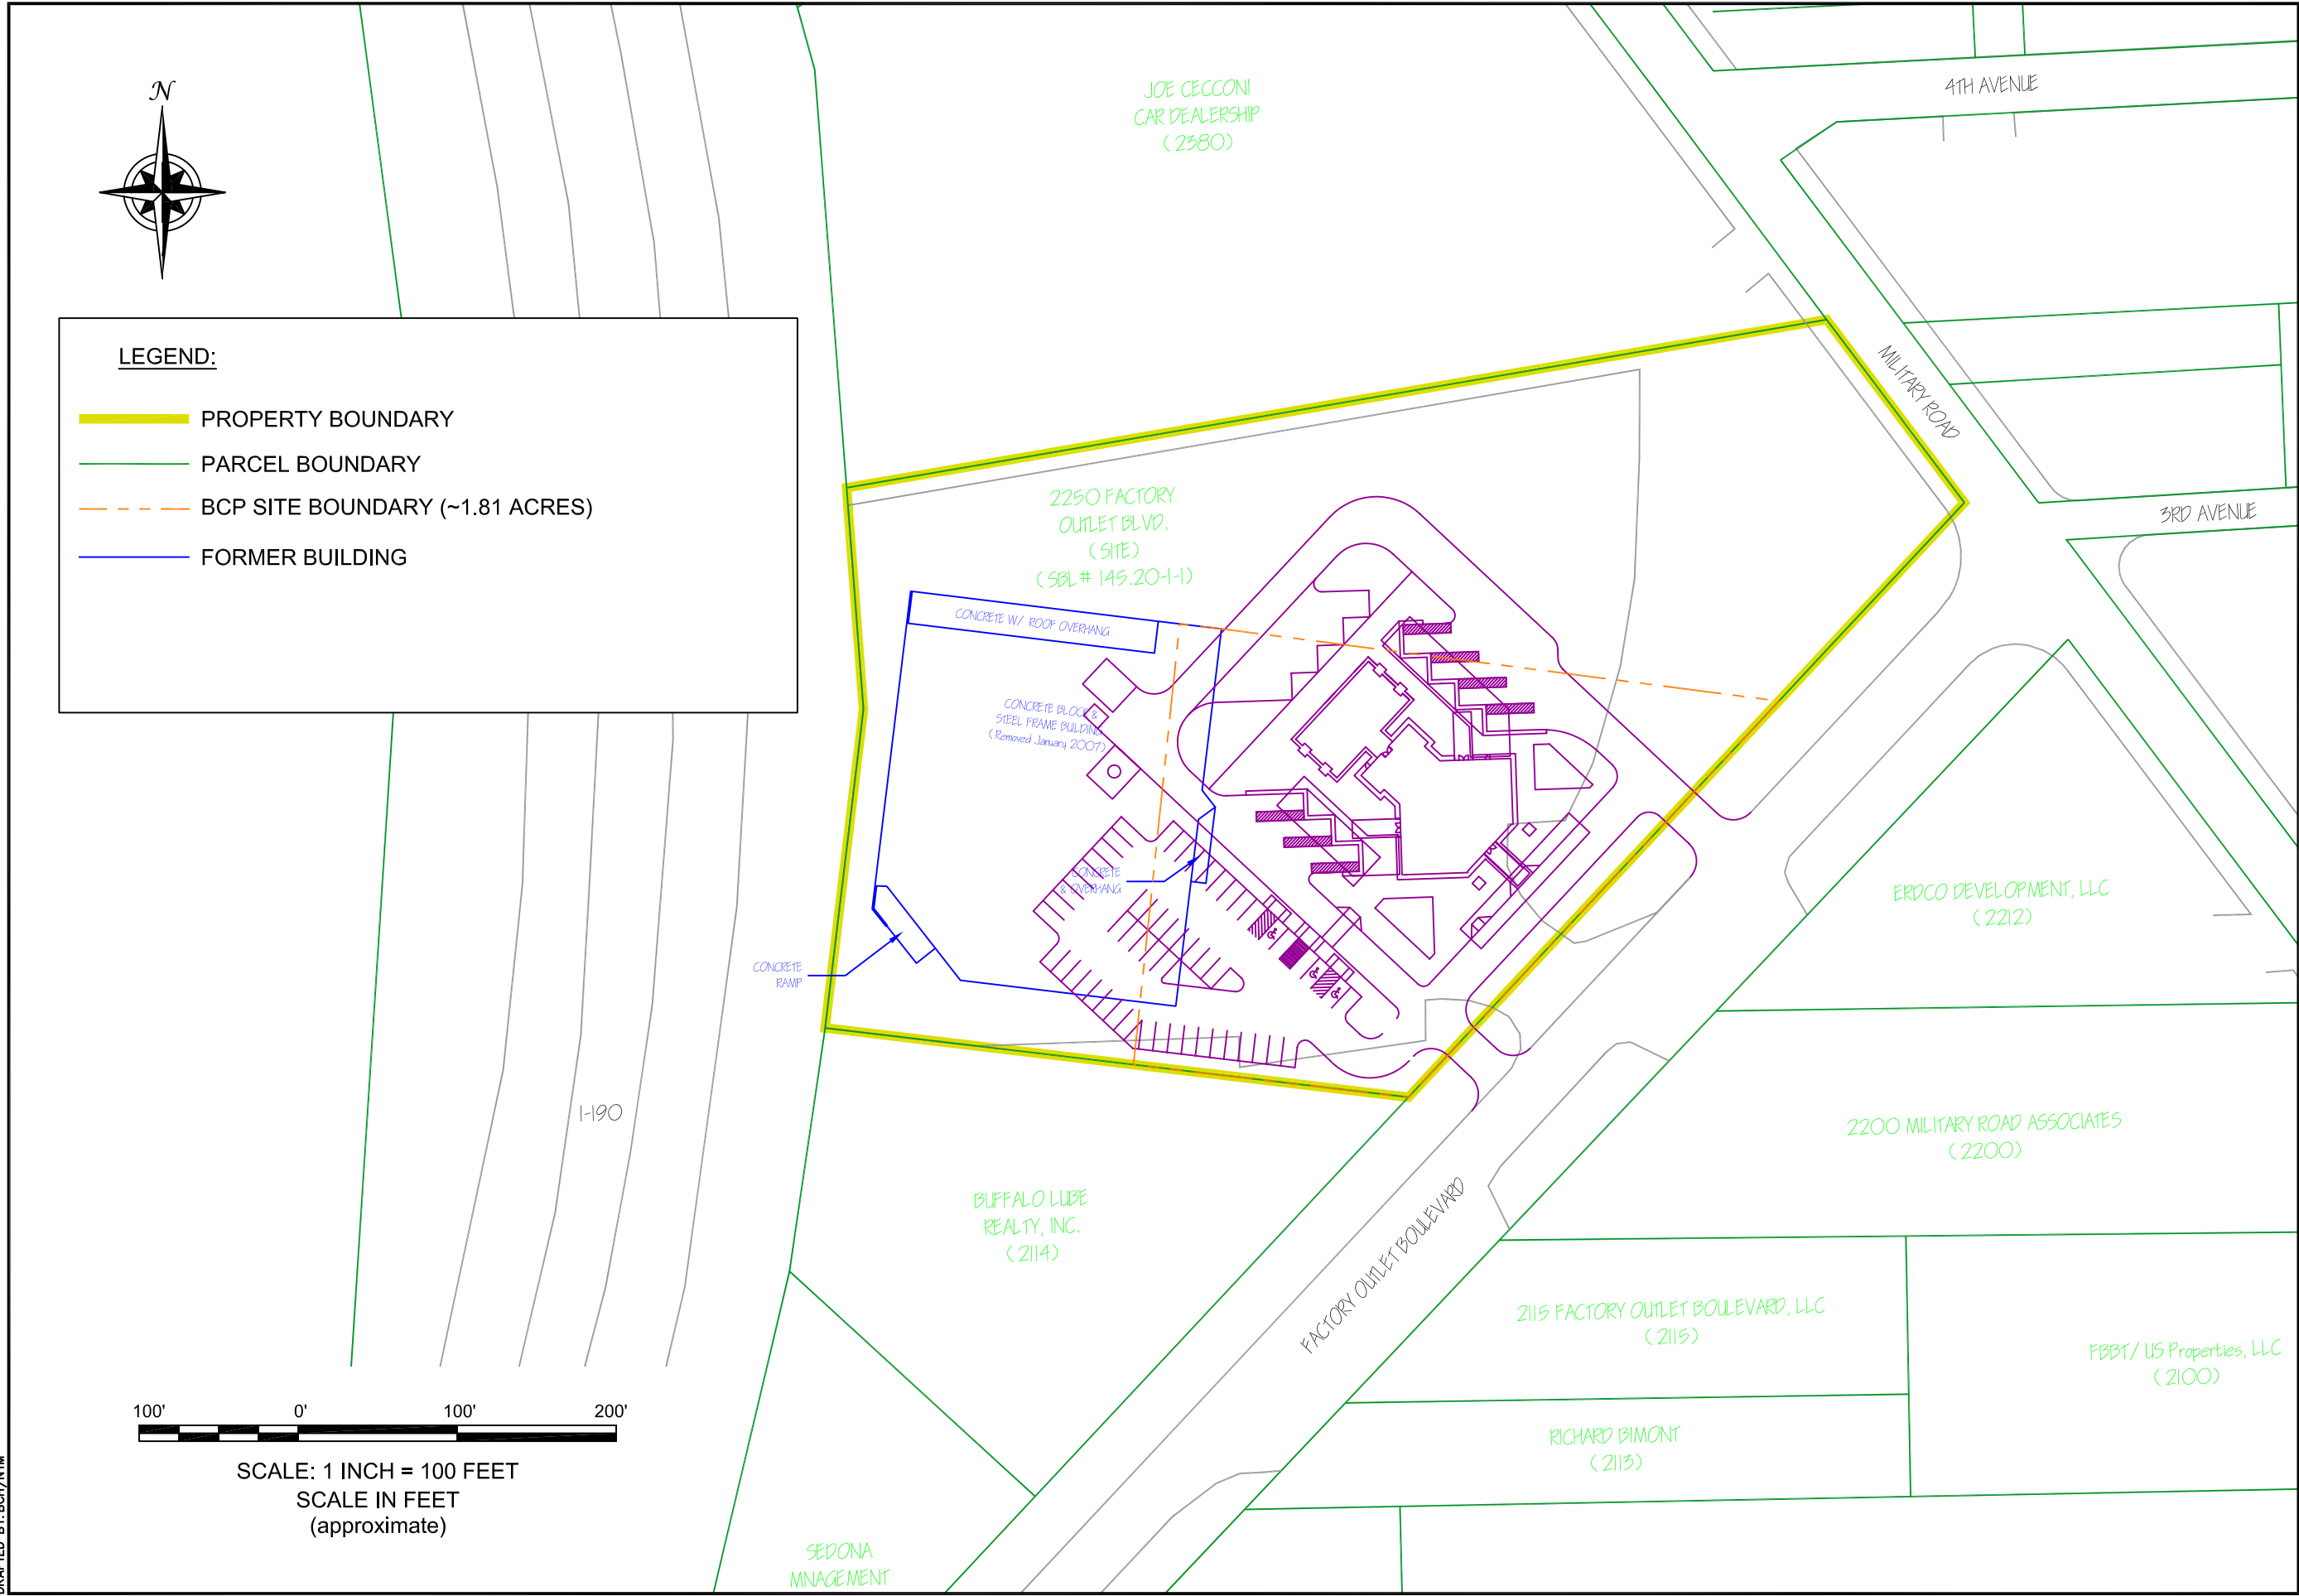 N
JOE CECCONI
CAR DEALERSHIP
(2380)
4TH AVENUE
LEGEND:
PROPERTY BOUNDARY
PARCEL BOUNDARY
BCP SITE BOUNDARY (~1.81 ACRES)
FORMER BUILDING
MILITARY ROAD
3RD AVENUE
2250 FACTORY
OUTLET BLVD.
(SITE)
(SBL# 145.20-1-1)
CONCRETE W/ ROOF OVERHANG
CONCRETE BLOCK &
STEEL FRAME BUILDING
(Removed January 2007)
CONCRETE
& OVERHANG
CONCRETE
RAMP
ERDCO DEVELOPMENT, LLC
(2212)
I-190
2200 MILITARY ROAD ASSOCIATES
(2200)
BUFFALO LUBE
REALTY, INC.
(2114)
FACTORY OUTLET BOULEVARD
2115 FACTORY OUTLET BOULEVARD, LLC
(2115)
FBBT/ US Properties, LLC
(2100)
RICHARD BIMONT
(2113)
100' 0' 100' 200'
SCALE: 1 INCH = 100 FEET
SCALE IN FEET
(approximate)
SEDONA
MNAGEMENT
DRAFTED BY: BCH/NTM